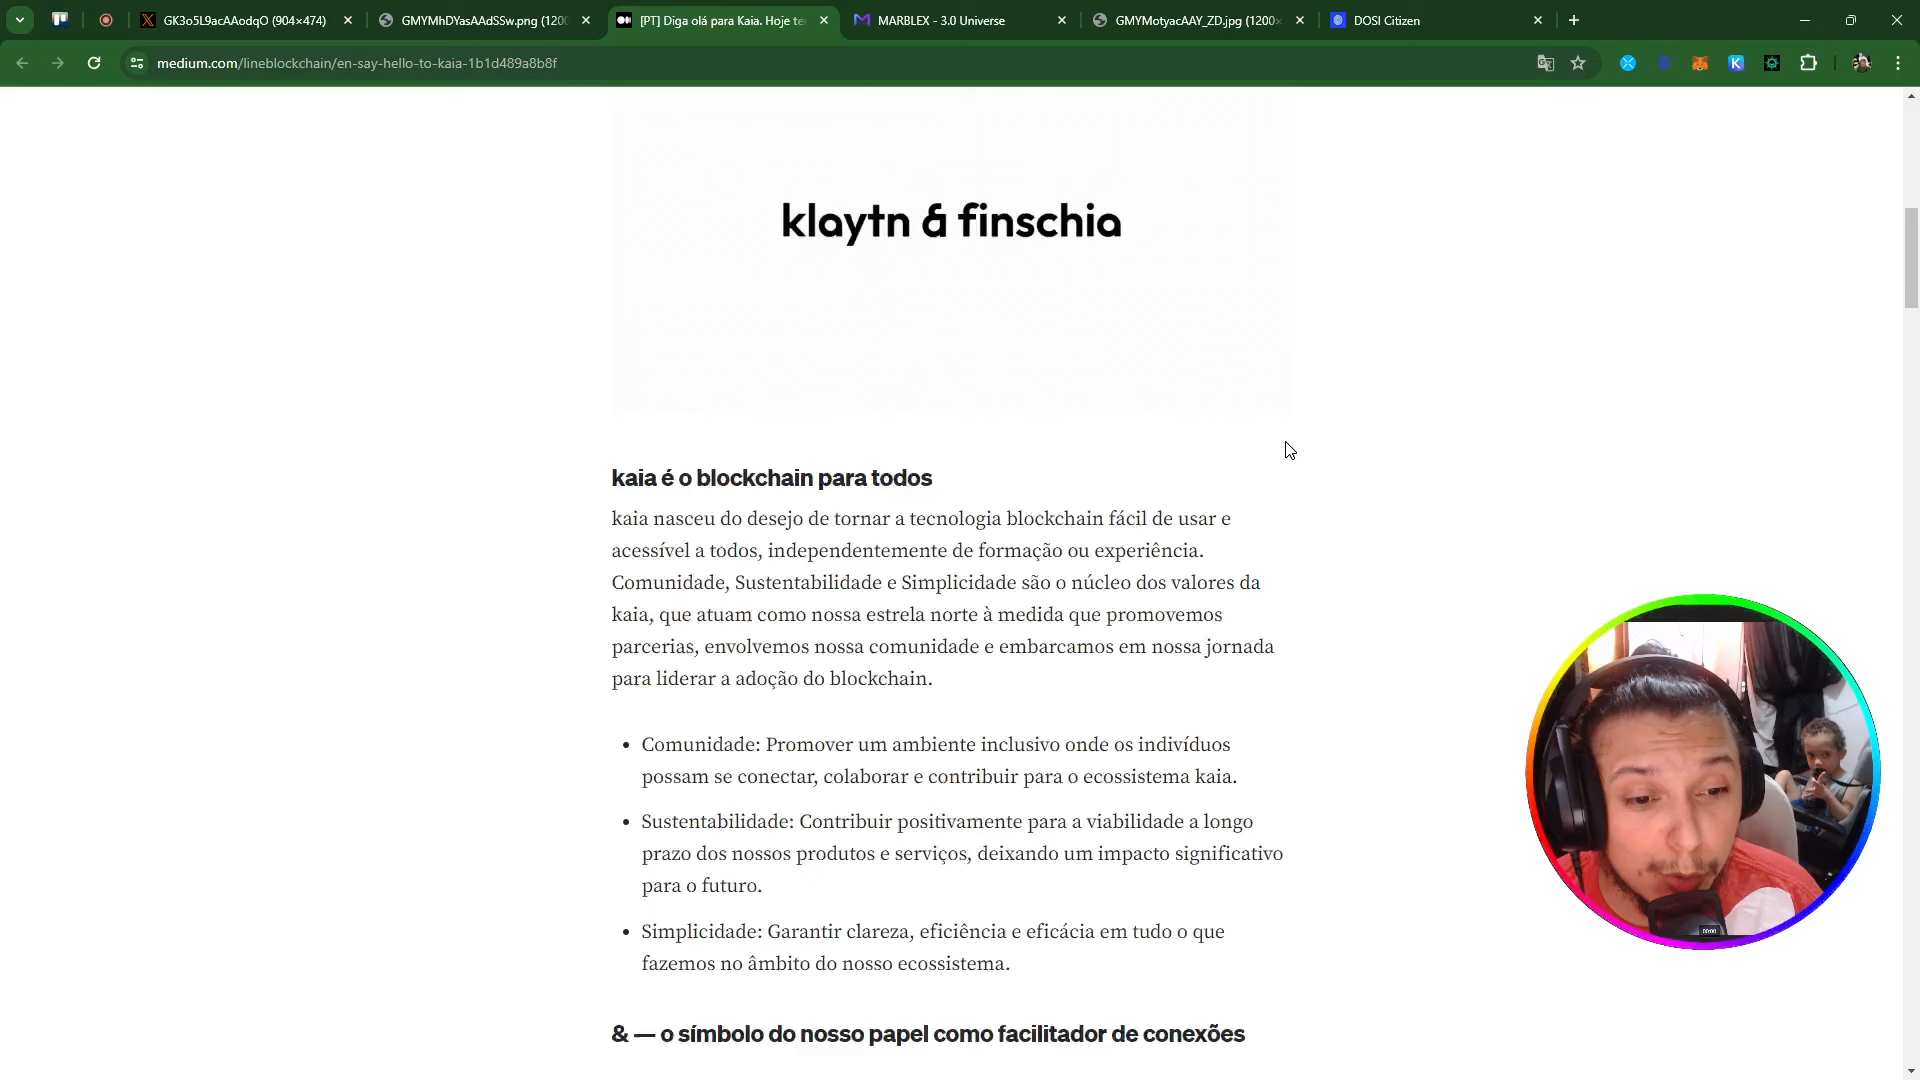 GK3o5L9acAAodqO (904×474)
GMYMhDYasAAdSSw.png (120
[PT] Diga olá para Kaia. Hoje te
MARBLEX - 3.0 Universe
GMYMotyacAAY_ZD.jpg (1200×
DOSI Citizen
medium.com/lineblockchain/en-say-hello-to-kaia-1b1d489a8b8f
klaytn & finschia
kaia é o blockchain para todos
kaia nasceu do desejo de tornar a tecnologia blockchain fácil de usar e
acessível a todos, independentemente de formação ou experiência.
Comunidade, Sustentabilidade e Simplicidade são o núcleo dos valores da
kaia, que atuam como nossa estrela norte à medida que promovemos
parcerias, envolvemos nossa comunidade e embarcamos em nossa jornada
para liderar a adoção do blockchain.
• Comunidade: Promover um ambiente inclusivo onde os indivíduos
possam se conectar, colaborar e contribuir para o ecossistema kaia.
• Sustentabilidade: Contribuir positivamente para a viabilidade a longo
prazo dos nossos produtos e serviços, deixando um impacto significativo
para o futuro.
• Simplicidade: Garantir clareza, eficiência e eficácia em tudo o que
fazemos no âmbito do nosso ecossistema.
& — o símbolo do nosso papel como facilitador de conexões
00:00